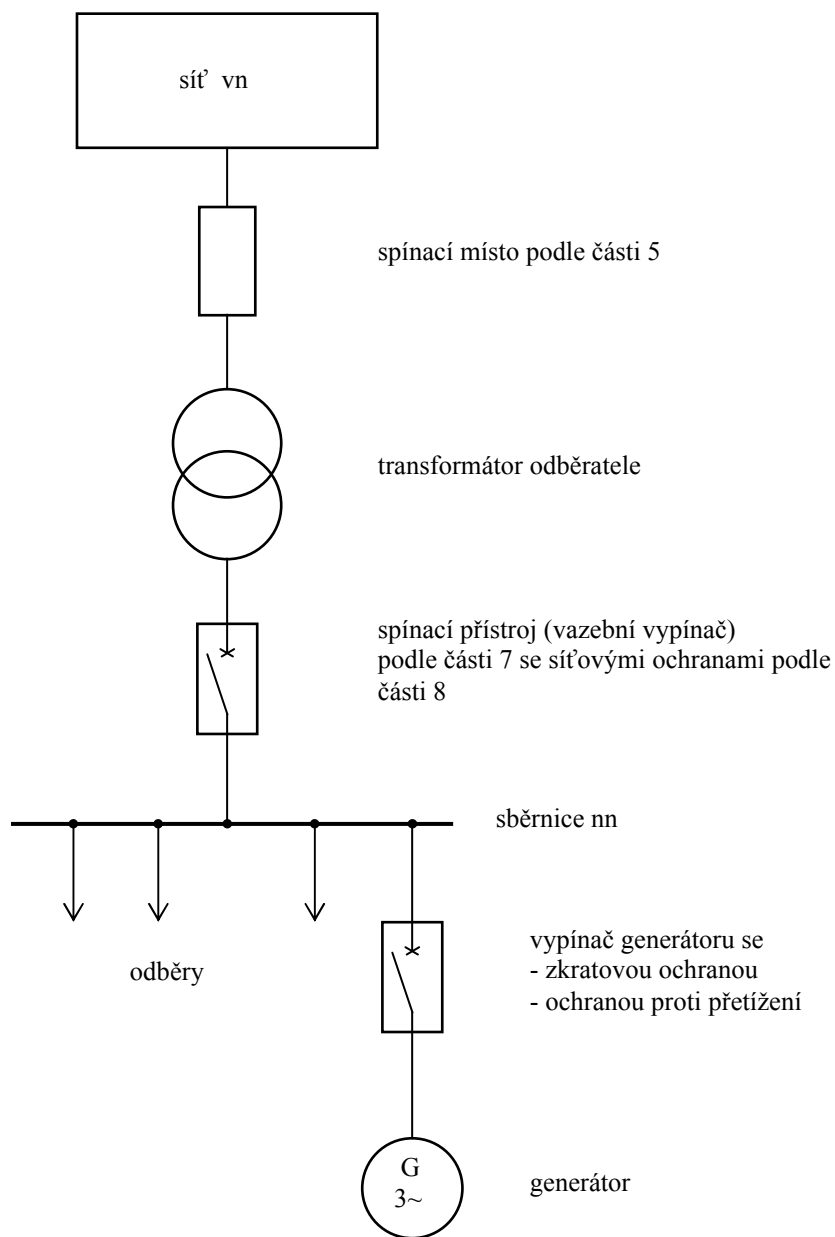 síť vn
spínací místo podle části 5
transformátor odběratele
spínací přístroj (vazební vypínač)
podle části 7 se síťovými ochranami podle
části 8
sběrnice nn
odběry
vypínač generátoru se
- zkratovou ochranou
- ochranou proti přetížení
G
3~
generátor